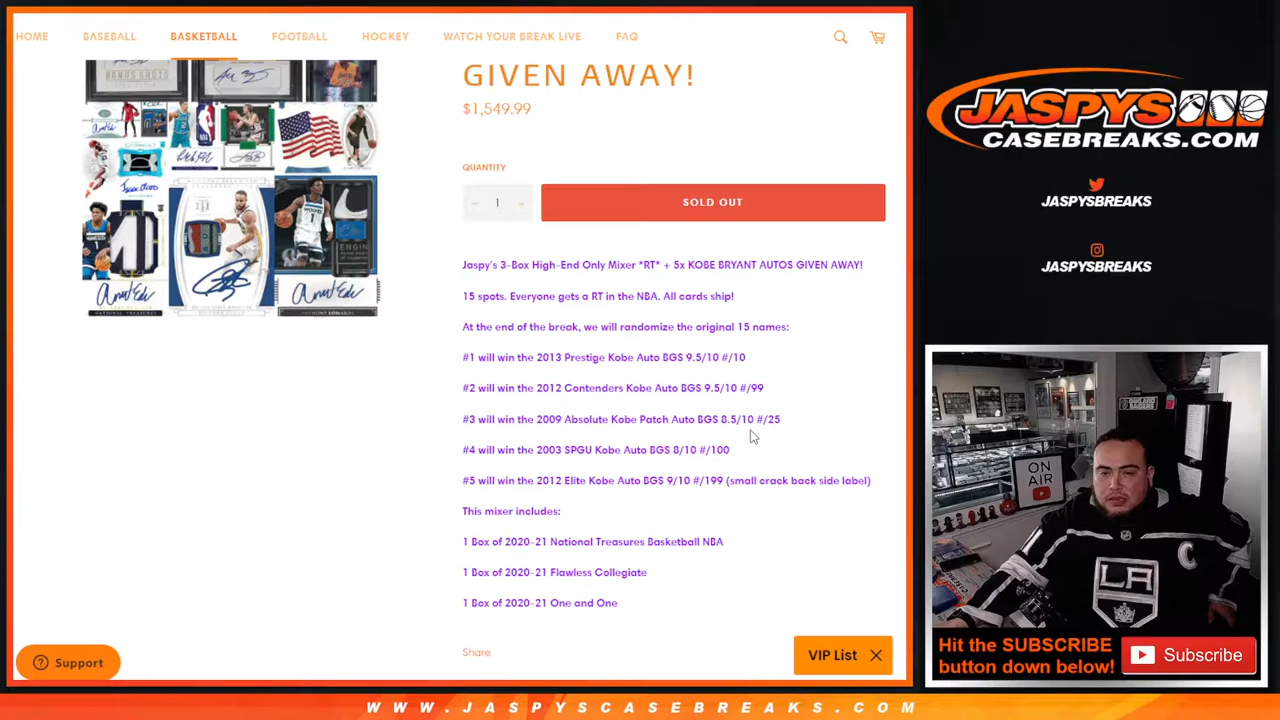 HOME BASEBALL BASKETBALL FOOTBALL HOCKEY WATCH YOUR BREAK LIVE FAQ
GIVEN AWAY!
$1,549.99
QUANTITY
− 1 +
SOLD OUT
Jaspy's 3-Box High-End Only Mixer *RT* + 5x KOBE BRYANT AUTOS GIVEN AWAY!
15 spots. Everyone gets a RT in the NBA. All cards ship!
At the end of the break, we will randomize the original 15 names:
#1 will win the 2013 Prestige Kobe Auto BGS 9.5/10 #/10
#2 will win the 2012 Contenders Kobe Auto BGS 9.5/10 #/99
#3 will win the 2009 Absolute Kobe Patch Auto BGS 8.5/10 #/25
#4 will win the 2003 SPGU Kobe Auto BGS 8/10 #/100
#5 will win the 2012 Elite Kobe Auto BGS 9/10 #/199 (small crack back side label)
This mixer includes:
1 Box of 2020-21 National Treasures Basketball NBA
1 Box of 2020-21 Flawless Collegiate
1 Box of 2020-21 One and One
Share
Support
VIP List
JASPYS
CASEBREAKS.COM
JASPYSBREAKS
JASPYSBREAKS
OAKLAND
RAIDERS
ON
AIR
C
LA
Hit the SUBSCRIBE
button down below!
Subscribe
WWW.JASPYSCASEBREAKS.COM